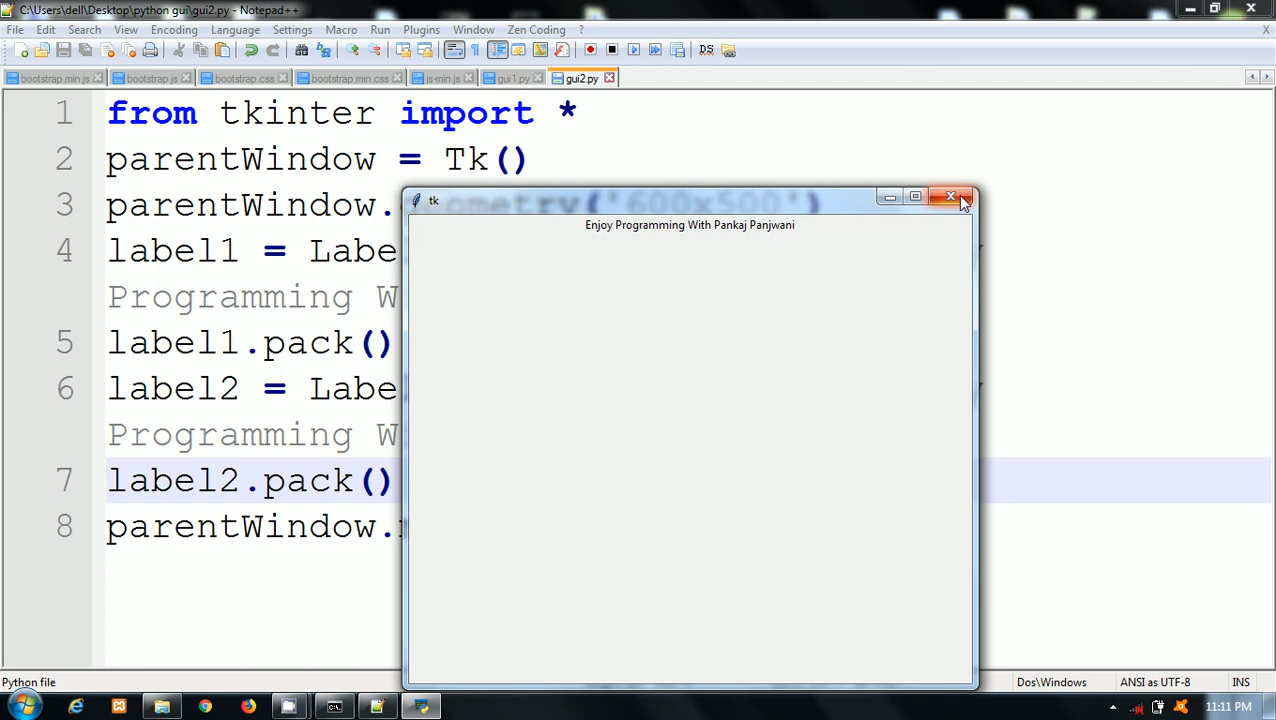 C:\Users\dell\Desktop\python gui\gui2.py - Notepad++
File Edit Search View Encoding Language Settings Macro Run Plugins Window Zen Coding ? X
bootstrap.min.js bootstrap.js bootstrap.css bootstrap.min.css js-min.js gui1.py gui2.py
1 from tkinter import *
2 parentWindow = Tk()
3 parentWindow.geometry('600x500')
tk
Enjoy Programming With Pankaj Panjwani
4 label1 = Labe
Programming W
5 label1.pack()
6 label2 = Labe
Programming W
7 label2.pack()
8 parentWindow.
Python file Dos\Windows ANSI as UTF-8 INS
11:11 PM